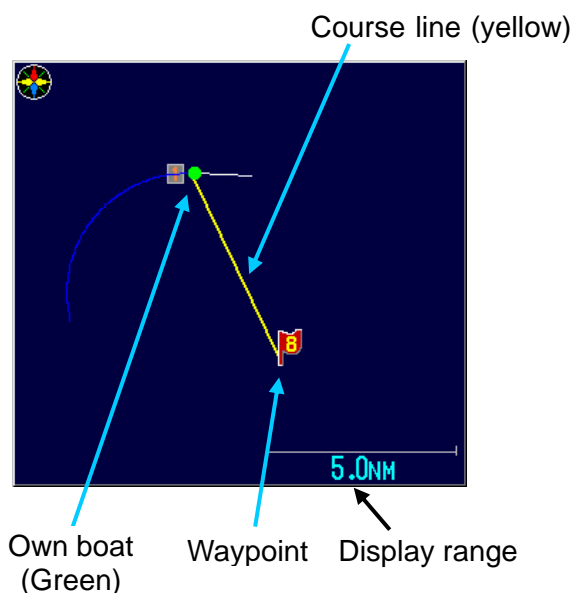 Course line (yellow)
8
5.0NM
Own boat
(Green)
Waypoint
Display range